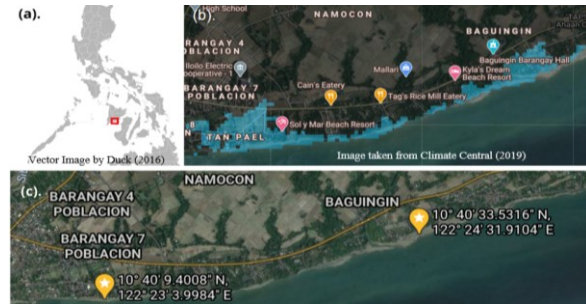 (a).
Vector Image by Duck (2016)
(b).
High School
NAMOCON
BAGUINGIN
BARANGAY 4
POBLACION
Iloilo Electric
Cooperative - 1
Mallari
Baguingin Barangay Hall
Kyla's Dream
Beach Resort
Cain's Eatery
BARANGAY 7
POBLACION
Tag's Rice Mill Eatery
Sol y Mar Beach Resort
TAN PAEL
Image taken from Climate Central (2019)
(c).
NAMOCON
BARANGAY 4
POBLACION
BAGUINGIN
10° 40' 33.5316" N,
122° 24' 31.9104" E
BARANGAY 7
POBLACION
10° 40' 9.4008" N,
122° 23' 3.9984" E